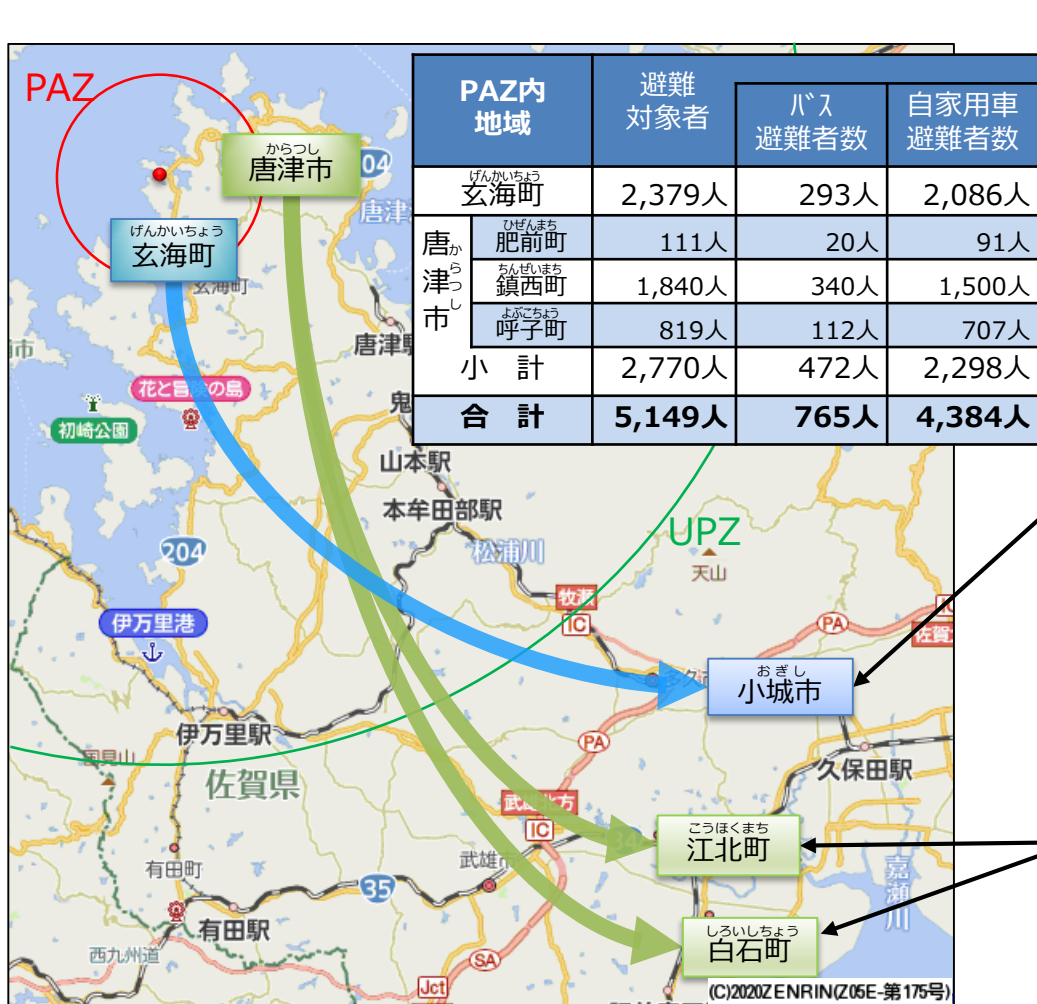 PAZ
PAZ内
地域
避難
対象者
バス
避難者数
自家用車
避難者数
げんかいちょう
玄海町
2,379人
293人
2,086人
唐津市
からつし
ひぜんまち
肥前町
111人
20人
91人
ちんぜいまち
鎮西町
1,840人
340人
1,500人
よぶこちょう
呼子町
819人
112人
707人
小 計
2,770人
472人
2,298人
合 計
5,149人
765人
4,384人
からつし
唐津市
04
唐津
げんかいちょう
玄海町
玄海町
市
唐津駅
花と冒険の島
鬼
初崎公園
山本駅
本牟田部駅
UPZ
松浦川
204
天山
牧瀬
IC
伊万里港
PA
IC
佐賀
おぎし
小城市
多久市
伊万里駅
国見山
PA
久保田駅
佐賀県
武雄北方
IC
34
こうほくまち
江北町
有田町
武雄市
35
嘉瀬川
有田駅
しろいしちょう
白石町
西九州道
SA
Jct
(C)2020ZENRIN(Z05E-第175号)